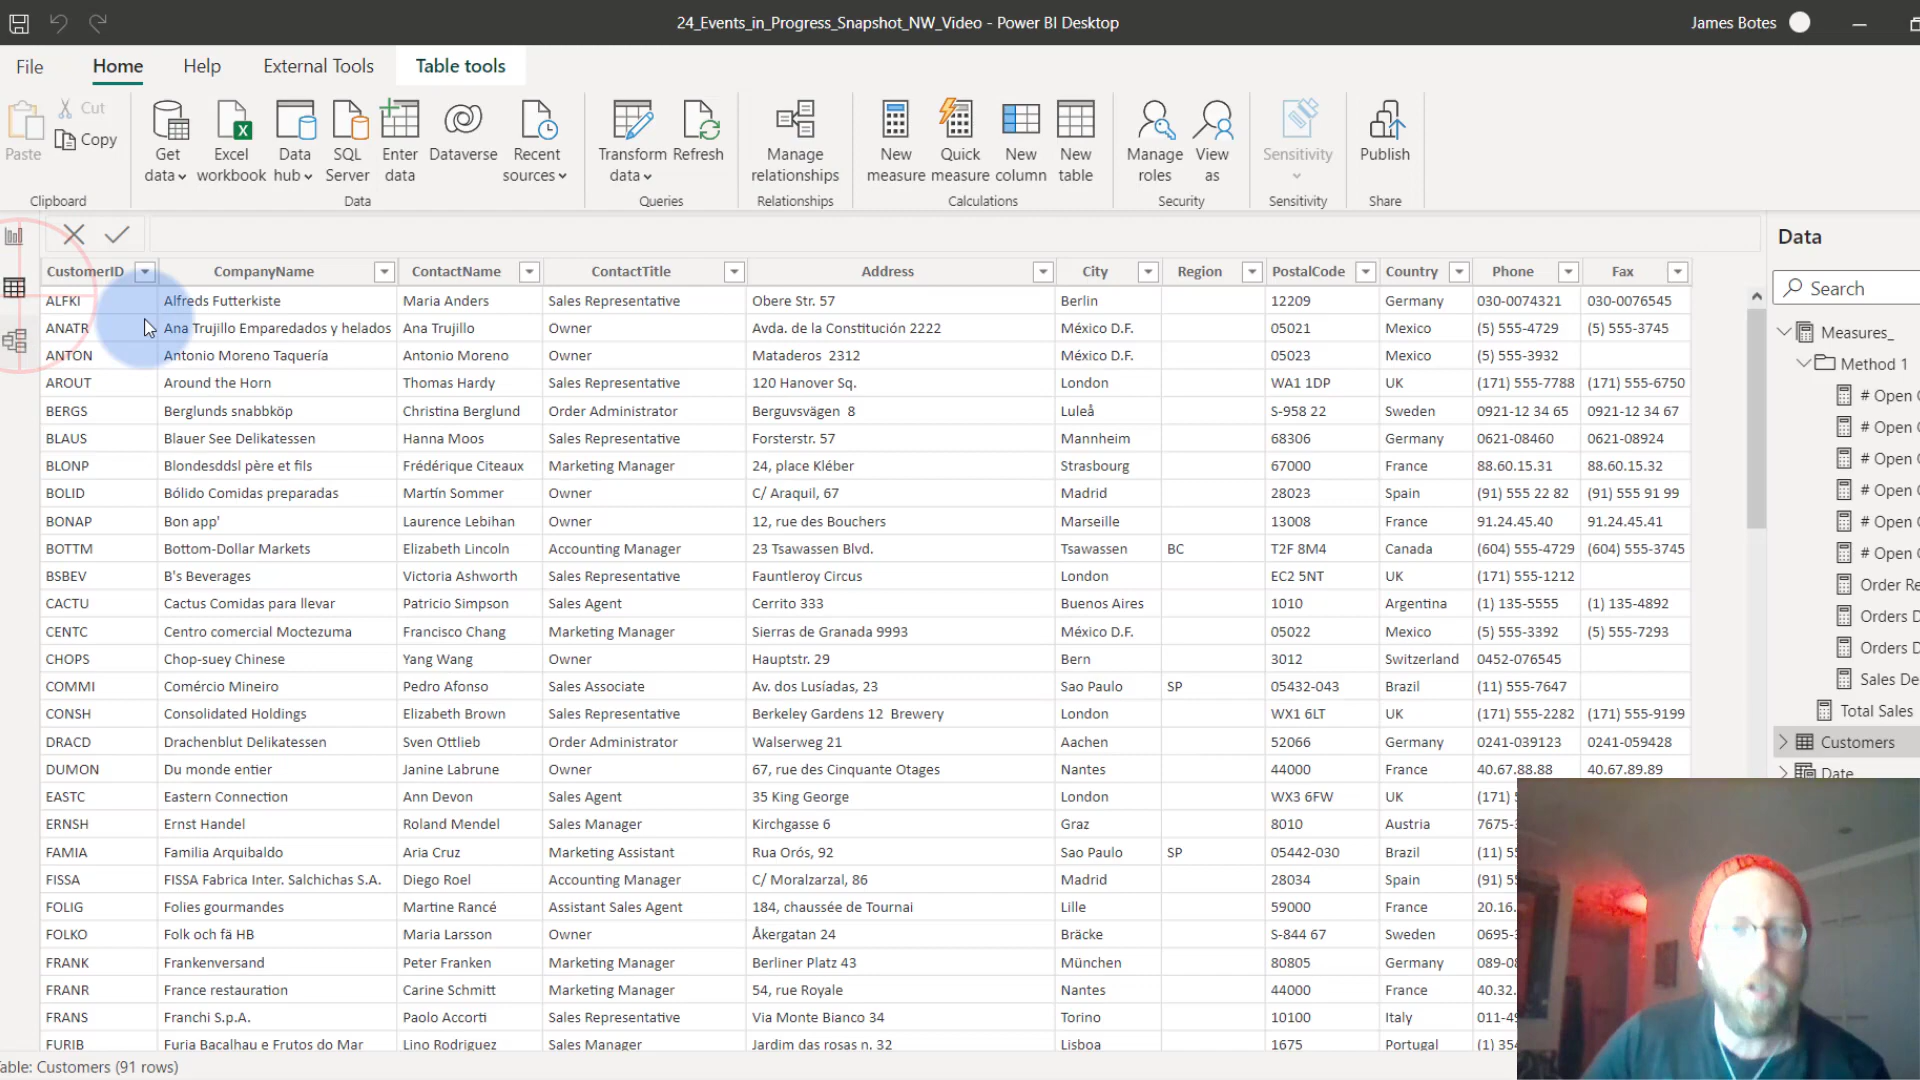 24_Events_in_Progress_Snapshot_NW_Video - Power BI Desktop
James Botes
File Home Help External Tools Table tools
Paste Cut Copy
Get data Excel workbook Data hub SQL Server Enter data Dataverse Recent sources Transform data Refresh Manage relationships New measure Quick measure New column New table Manage roles View as Sensitivity Publish
Clipboard Data Queries Relationships Calculations Security Sensitivity Share
CustomerID CompanyName ContactName ContactTitle Address City Region PostalCode Country Phone Fax
ALFKI Alfreds Futterkiste Maria Anders Sales Representative Obere Str. 57 Berlin 12209 Germany 030-0074321 030-0076545
ANATR Ana Trujillo Emparedados y helados Ana Trujillo Owner Avda. de la Constitución 2222 México D.F. 05021 Mexico (5) 555-4729 (5) 555-3745
ANTON Antonio Moreno Taquería Antonio Moreno Owner Mataderos 2312 México D.F. 05023 Mexico (5) 555-3932
AROUT Around the Horn Thomas Hardy Sales Representative 120 Hanover Sq. London WA1 1DP UK (171) 555-7788 (171) 555-6750
BERGS Berglunds snabbköp Christina Berglund Order Administrator Berguvsvägen 8 Luleå S-958 22 Sweden 0921-12 34 65 0921-12 34 67
BLAUS Blauer See Delikatessen Hanna Moos Sales Representative Forsterstr. 57 Mannheim 68306 Germany 0621-08460 0621-08924
BLONP Blondesddsl père et fils Frédérique Citeaux Marketing Manager 24, place Kléber Strasbourg 67000 France 88.60.15.31 88.60.15.32
BOLID Bólido Comidas preparadas Martín Sommer Owner C/ Araquil, 67 Madrid 28023 Spain (91) 555 22 82 (91) 555 91 99
BONAP Bon app' Laurence Lebihan Owner 12, rue des Bouchers Marseille 13008 France 91.24.45.40 91.24.45.41
BOTTM Bottom-Dollar Markets Elizabeth Lincoln Accounting Manager 23 Tsawassen Blvd. Tsawassen BC T2F 8M4 Canada (604) 555-4729 (604) 555-3745
BSBEV B's Beverages Victoria Ashworth Sales Representative Fauntleroy Circus London EC2 5NT UK (171) 555-1212
CACTU Cactus Comidas para llevar Patricio Simpson Sales Agent Cerrito 333 Buenos Aires 1010 Argentina (1) 135-5555 (1) 135-4892
CENTC Centro comercial Moctezuma Francisco Chang Marketing Manager Sierras de Granada 9993 México D.F. 05022 Mexico (5) 555-3392 (5) 555-7293
CHOPS Chop-suey Chinese Yang Wang Owner Hauptstr. 29 Bern 3012 Switzerland 0452-076545
COMMI Comércio Mineiro Pedro Afonso Sales Associate Av. dos Lusíadas, 23 Sao Paulo SP 05432-043 Brazil (11) 555-7647
CONSH Consolidated Holdings Elizabeth Brown Sales Representative Berkeley Gardens 12 Brewery London WX1 6LT UK (171) 555-2282 (171) 555-9199
DRACD Drachenblut Delikatessen Sven Ottlieb Order Administrator Walserweg 21 Aachen 52066 Germany 0241-039123 0241-059428
DUMON Du monde entier Janine Labrune Owner 67, rue des Cinquante Otages Nantes 44000 France 40.67.88.88 40.67.89.89
EASTC Eastern Connection Ann Devon Sales Agent 35 King George London WX3 6FW UK (171)
ERNSH Ernst Handel Roland Mendel Sales Manager Kirchgasse 6 Graz 8010 Austria 7675-
FAMIA Familia Arquibaldo Aria Cruz Marketing Assistant Rua Orós, 92 Sao Paulo SP 05442-030 Brazil (11)
FISSA FISSA Fabrica Inter. Salchichas S.A. Diego Roel Accounting Manager C/ Moralzarzal, 86 Madrid 28034 Spain (91)
FOLIG Folies gourmandes Martine Rancé Assistant Sales Agent 184, chaussée de Tournai Lille 59000 France 20.16.
FOLKO Folk och fä HB Maria Larsson Owner Åkergatan 24 Bräcke S-844 67 Sweden 0695-
FRANK Frankenversand Peter Franken Marketing Manager Berliner Platz 43 München 80805 Germany 089-
FRANR France restauration Carine Schmitt Marketing Manager 54, rue Royale Nantes 44000 France 40.32.
FRANS Franchi S.p.A. Paolo Accorti Sales Representative Via Monte Bianco 34 Torino 10100 Italy 011-
FURIB Furia Bacalhau e Frutos do Mar Lino Rodriguez Sales Manager Jardim das rosas n. 32 Lisboa 1675 Portugal (1)
Data
Search
Measures_
Method 1
# Open
# Open
# Open
# Open
# Open
# Open
Order
Orders
Orders
Sales
Total Sales
Customers
Date
able: Customers (91 rows)